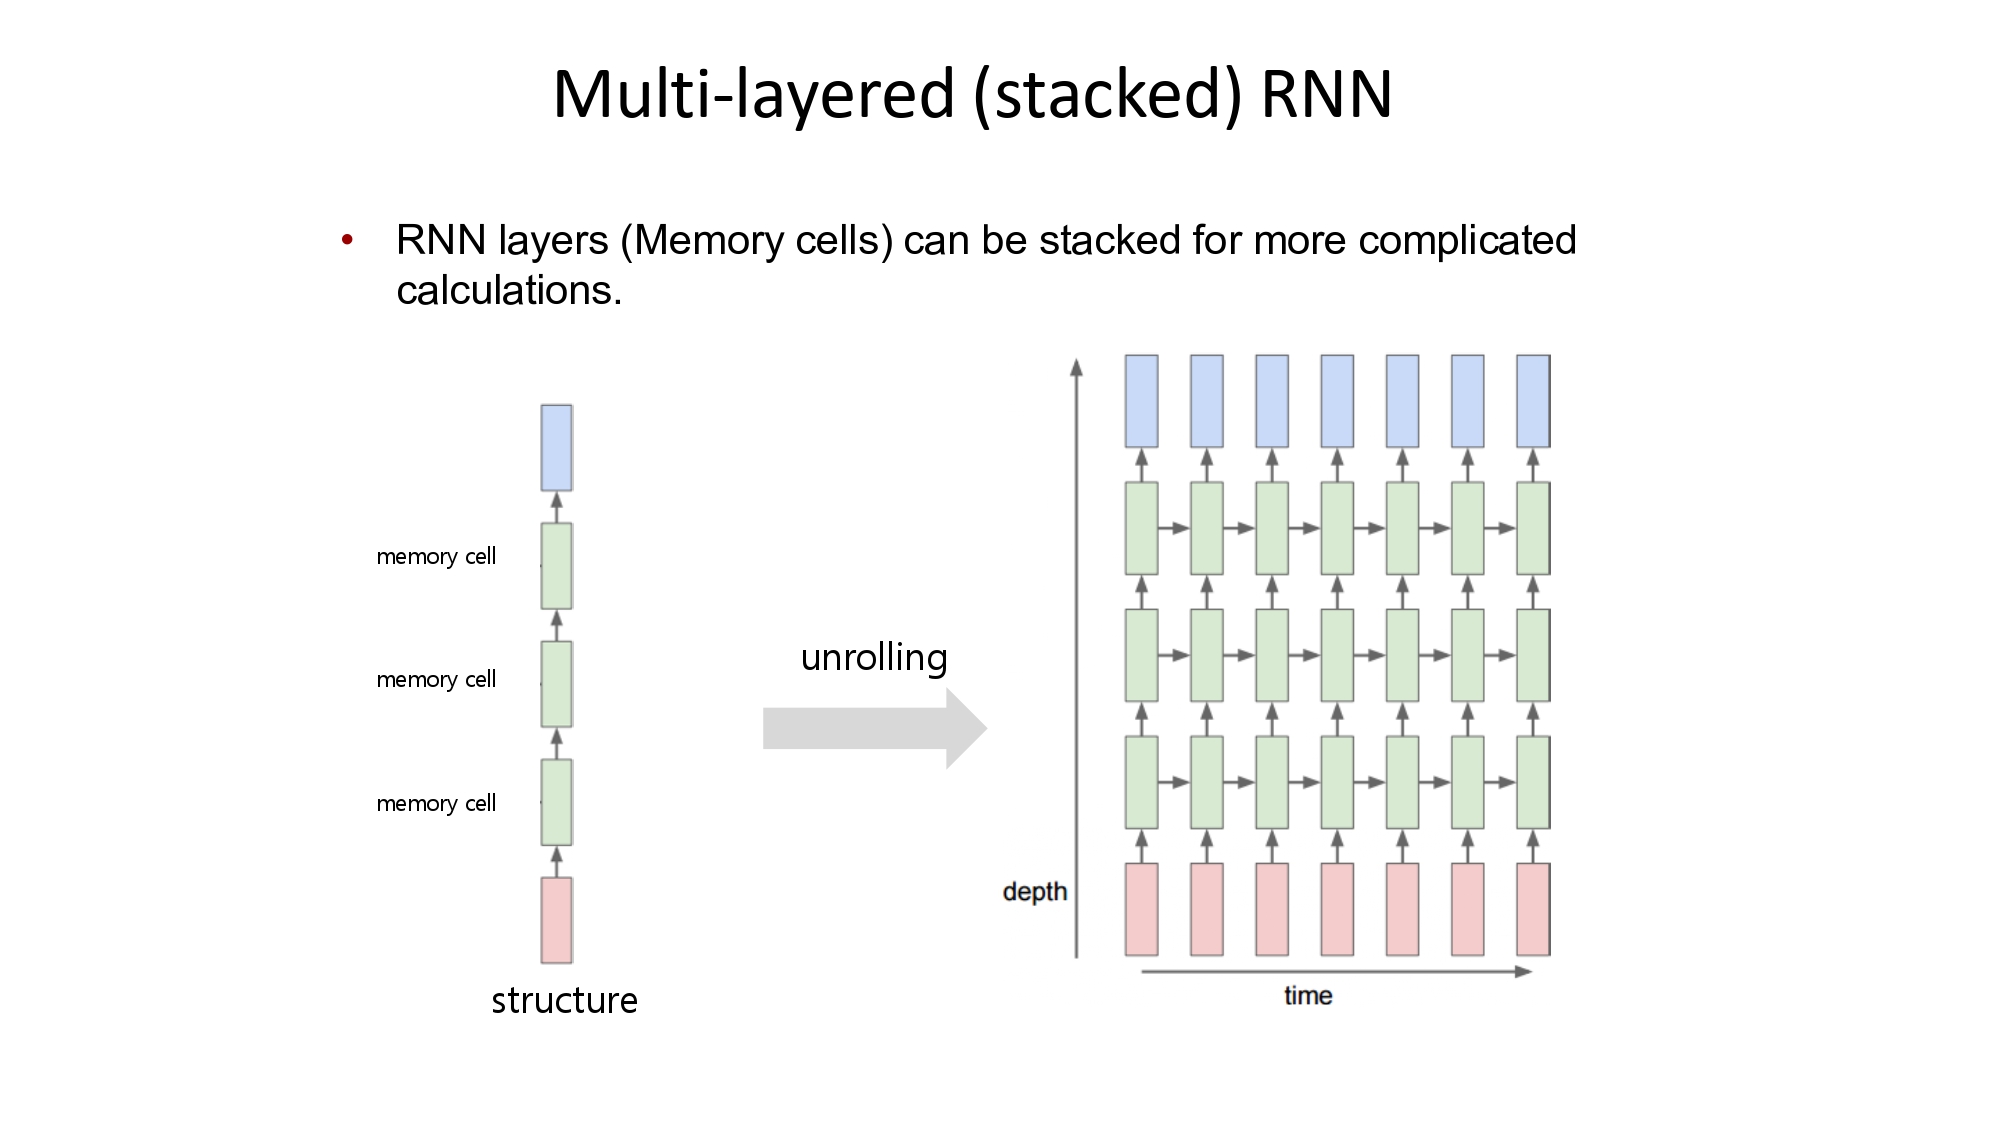 Multi-layered (stacked) RNN
• RNN layers (Memory cells) can be stacked for more complicated
calculations.
memory cell
memory cell
memory cell
structure
unrolling
depth
time